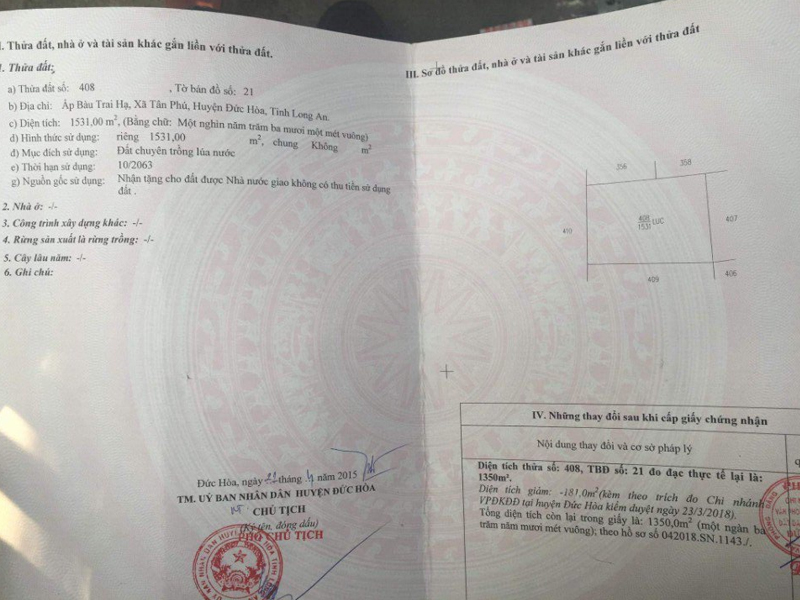 I. Thửa đất, nhà ở và tài sản khác gắn liền với thửa đất.
1. Thửa đất:
a) Thửa đất số: 408 , Tờ bản đồ số: 21
b) Địa chỉ: Ấp Bàu Trai Hạ, Xã Tân Phú, Huyện Đức Hòa, Tỉnh Long An.
c) Diện tích: 1531,00 m², (Bằng chữ: Một nghìn năm trăm ba mươi một mét vuông)
d) Hình thức sử dụng: riêng 1531,00 m², chung Không m²
đ) Mục đích sử dụng: Đất chuyên trồng lúa nước
e) Thời hạn sử dụng: 10/2063
g) Nguồn gốc sử dụng: Nhận tặng cho đất được Nhà nước giao không có thu tiền sử dụng
đất .
2. Nhà ở: -/-
3. Công trình xây dựng khác: -/-
4. Rừng sản xuất là rừng trồng: -/-
5. Cây lâu năm: -/-
6. Ghi chú:
Đức Hòa, ngày tháng năm 2015
TM. UỶ BAN NHÂN DÂN HUYỆN ĐỨC HÒA
CHỦ TỊCH
(Ký tên, đóng dấu)
PHÓ CHỦ TỊCH
III. Sơ đồ thửa đất, nhà ở và tài sản khác gắn liền với thửa đất
356
358
410
408
1531
LUC
407
409
406
IV. Những thay đổi sau khi cấp giấy chứng nhận
Nội dung thay đổi và cơ sở pháp lý
Diện tích thửa số: 408, TBĐ số: 21 đo đạc thực tế lại là:
1350m².
Diện tích giảm: -181,0m² (kèm theo trích đo Chi nhánh
VPĐKĐĐ tại huyện Đức Hòa kiểm duyệt ngày 23/3/2018).
Tổng diện tích còn lại trong giấy là: 1350,0m² (một ngàn ba
trăm năm mươi mét vuông); theo hồ sơ số 042018.SN.1143./.